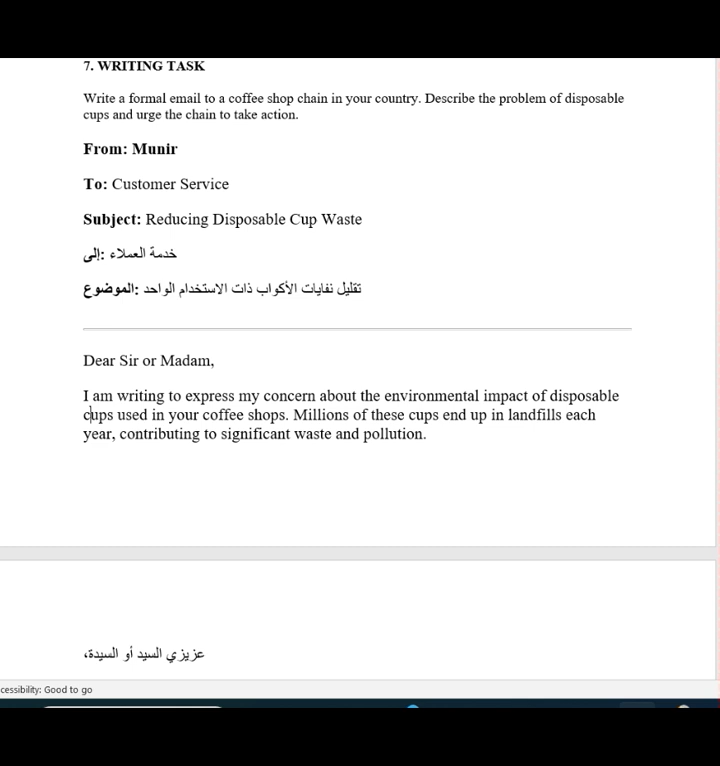 7. WRITING TASK
Write a formal email to a coffee shop chain in your country. Describe the problem of disposable
cups and urge the chain to take action.
From: Munir
To: Customer Service
Subject: Reducing Disposable Cup Waste
إلى: خدمة العملاء
الموضوع: تقليل نفايات الأكواب ذات الاستخدام الواحد
Dear Sir or Madam,
I am writing to express my concern about the environmental impact of disposable
cups used in your coffee shops. Millions of these cups end up in landfills each
year, contributing to significant waste and pollution.
عزيزي السيد أو السيدة،
cessibility: Good to go